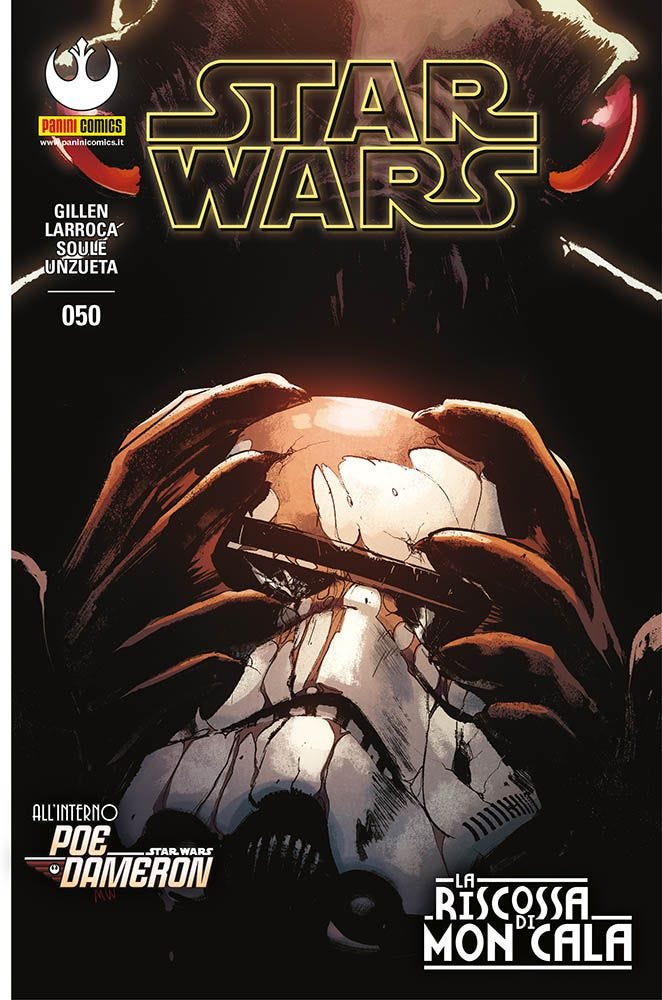 PANINI COMICS
www.paninicomics.it
STAR
WARS
GILLEN
LARROCA
SOULE
UNZUETA
050
ALL'INTERNO
STAR WARS
POE
DAMERON
LA
RISCOSSA
DI
MON CALA